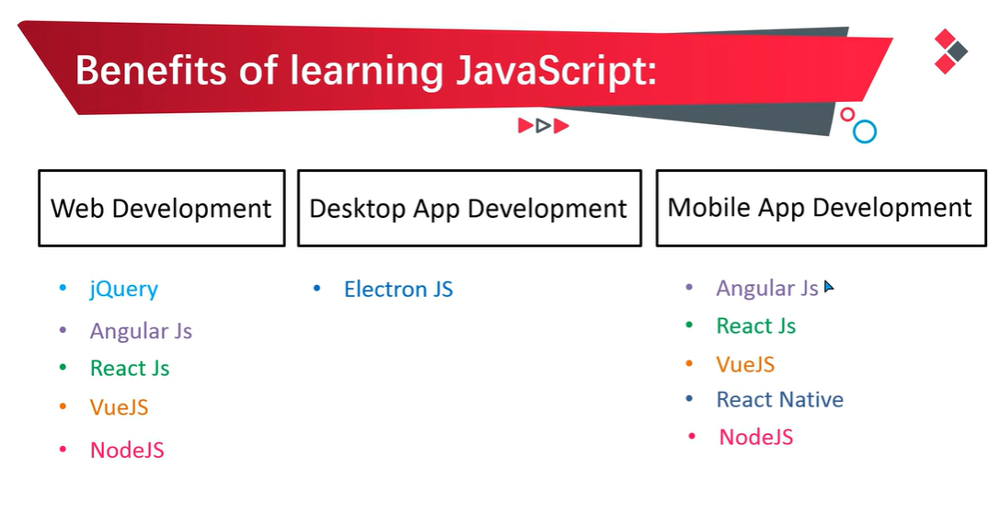 Benefits of learning JavaScript:
Web Development
• jQuery
• Angular Js
• React Js
• VueJS
• NodeJS
Desktop App Development
• Electron JS
Mobile App Development
• Angular Js
• React Js
• VueJS
• React Native
• NodeJS